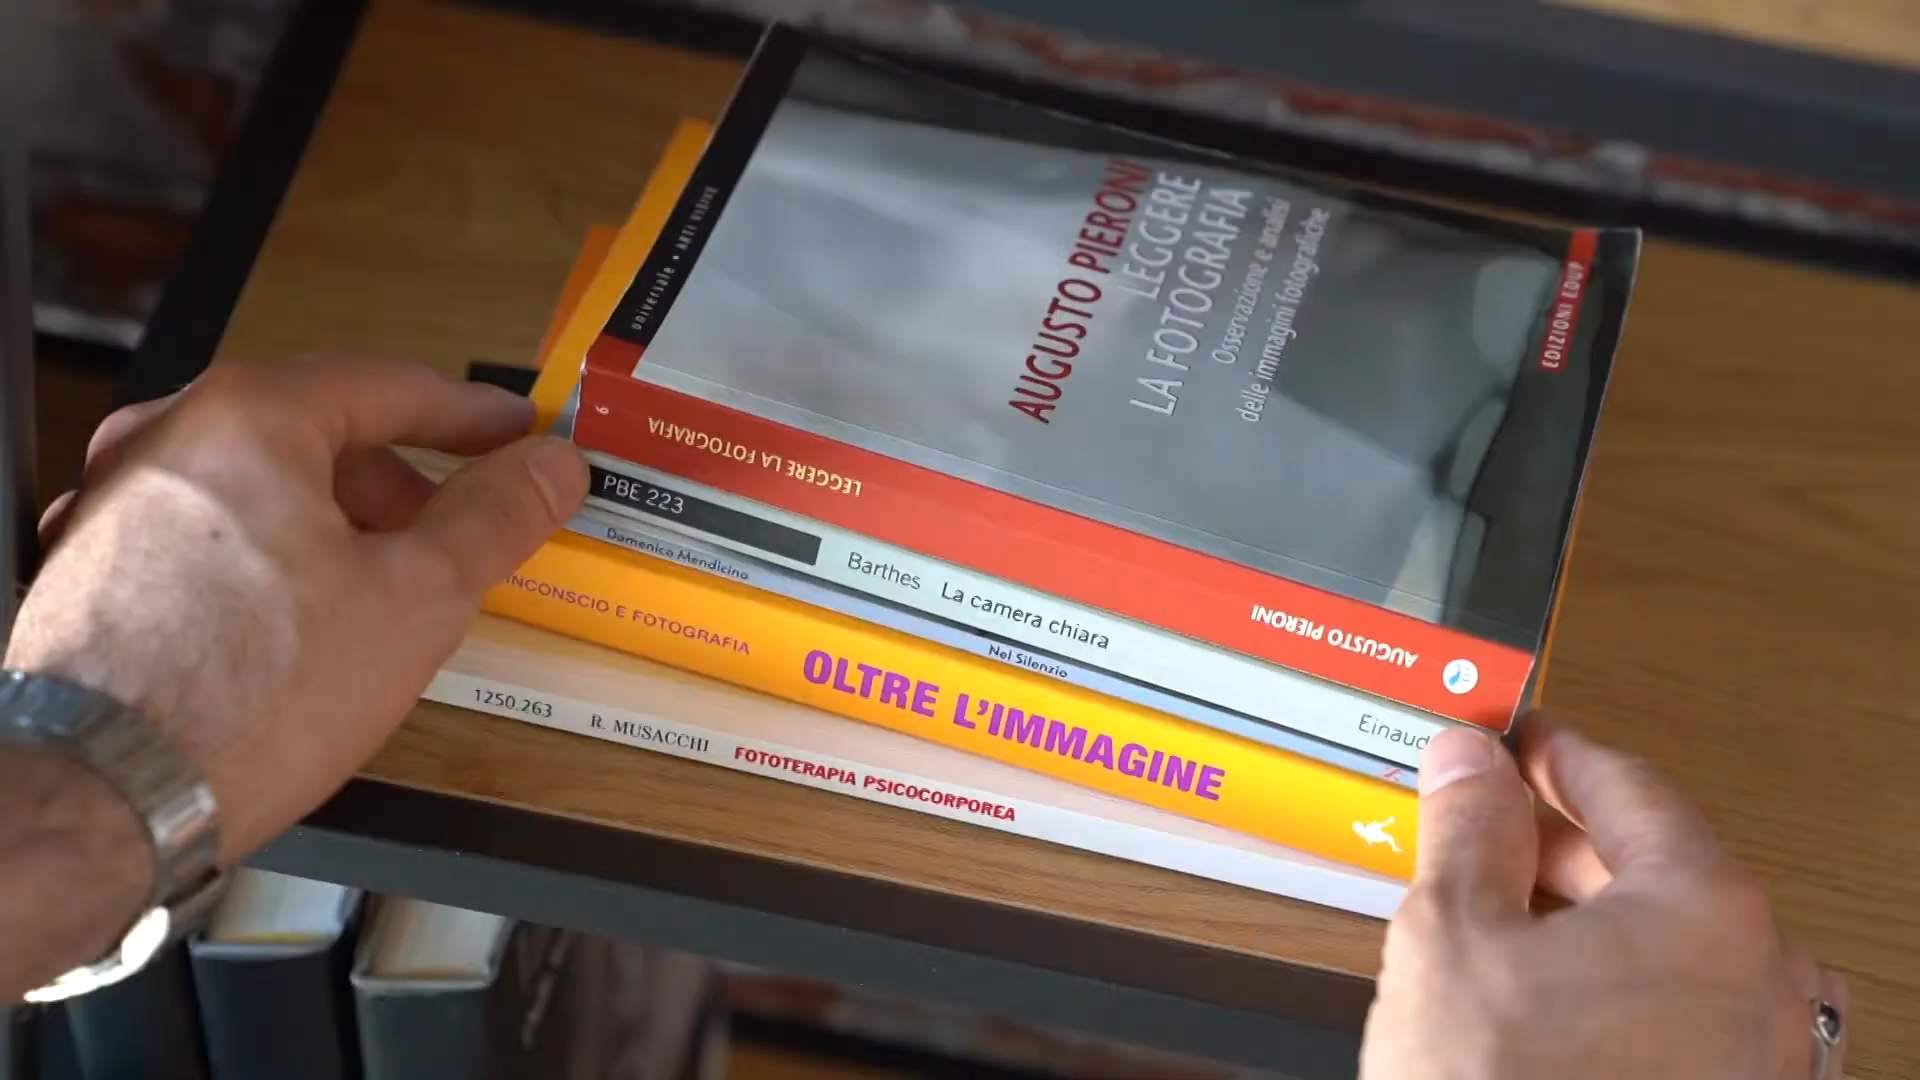 universale • ARTI VISIVE
AUGUSTO PIERONI
LEGGERE
LA FOTOGRAFIA
Osservazione e analisi
delle immagini fotografiche
EDIZIONI EDUP
6 LEGGERE LA FOTOGRAFIA AUGUSTO PIERONI
PBE 223 Barthes La camera chiara Einaud
Domenico Mendicino Nel Silenzio
INCONSCIO E FOTOGRAFIA OLTRE L'IMMAGINE
1250.263 R. MUSACCHI FOTOTERAPIA PSICOCORPOREA